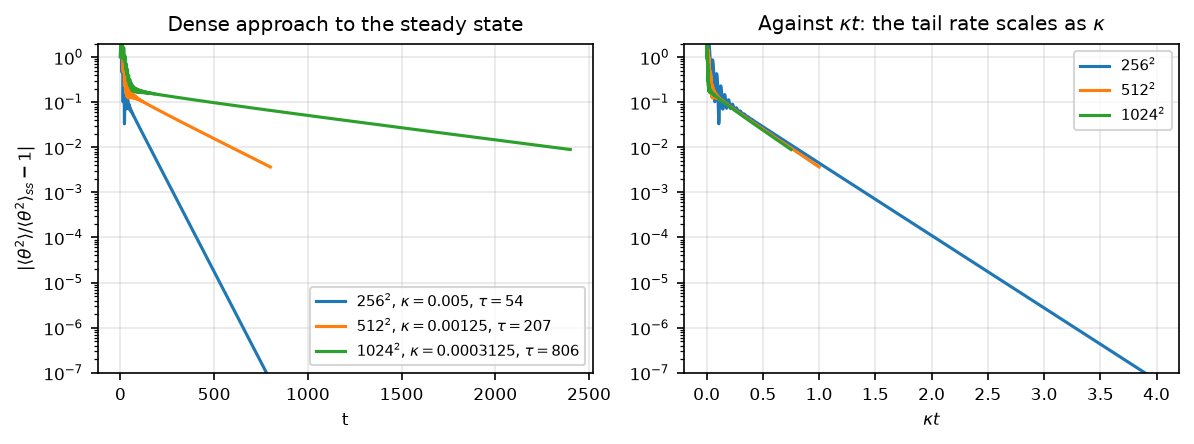 Dense approach to the steady state
|⟨θ²⟩/⟨θ²⟩ss − 1|
10⁰
10⁻¹
10⁻²
10⁻³
10⁻⁴
10⁻⁵
10⁻⁶
10⁻⁷
256², κ = 0.005, τ = 54
512², κ = 0.00125, τ = 207
1024², κ = 0.0003125, τ = 806
0 500 1000 1500 2000 2500
t
Against κt: the tail rate scales as κ
10⁰
10⁻¹
10⁻²
10⁻³
10⁻⁴
10⁻⁵
10⁻⁶
10⁻⁷
256²
512²
1024²
0.0 0.5 1.0 1.5 2.0 2.5 3.0 3.5 4.0
κt